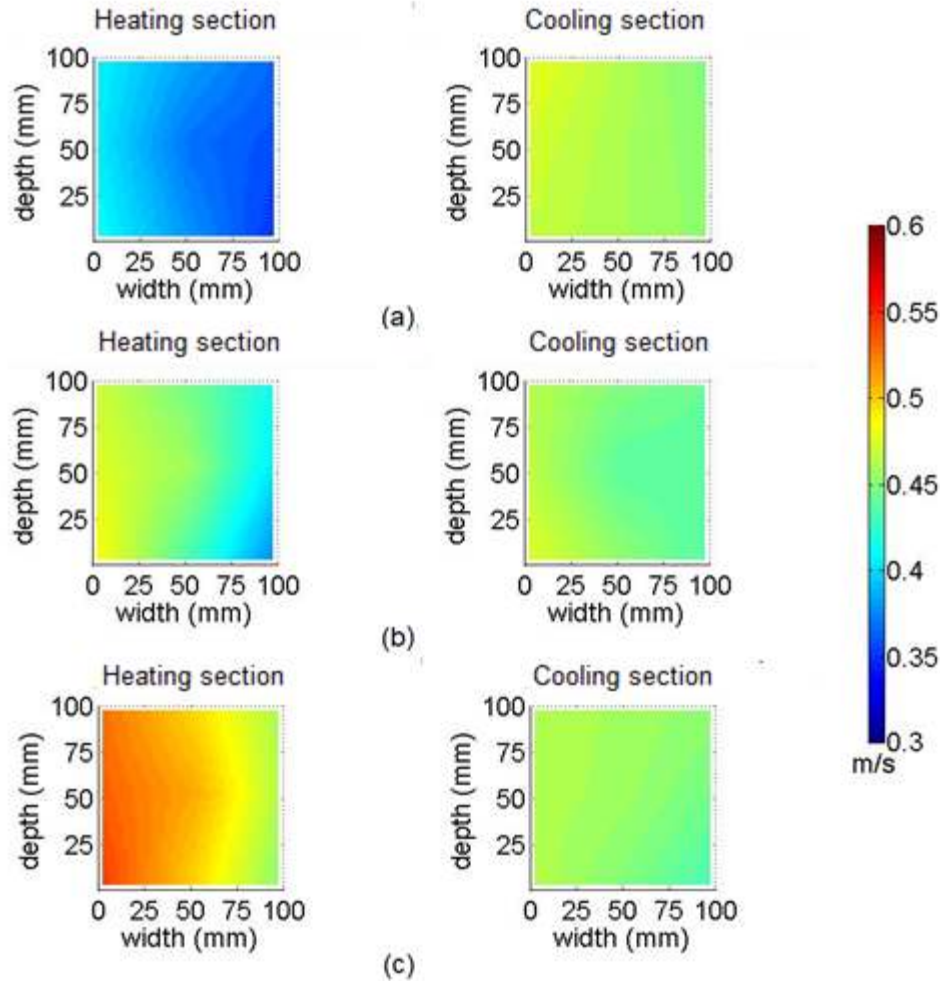 Heating section
Cooling section
100
75
50
25
depth (mm)
0 25 50 75 100
width (mm)
100
75
50
25
depth (mm)
0 25 50 75 100
width (mm)
(a)
Heating section
Cooling section
100
75
50
25
depth (mm)
0 25 50 75 100
width (mm)
100
75
50
25
depth (mm)
0 25 50 75 100
width (mm)
(b)
Heating section
Cooling section
100
75
50
25
depth (mm)
0 25 50 75 100
width (mm)
100
75
50
25
depth (mm)
0 25 50 75 100
width (mm)
(c)
0.6
0.55
0.5
0.45
0.4
0.35
0.3
m/s